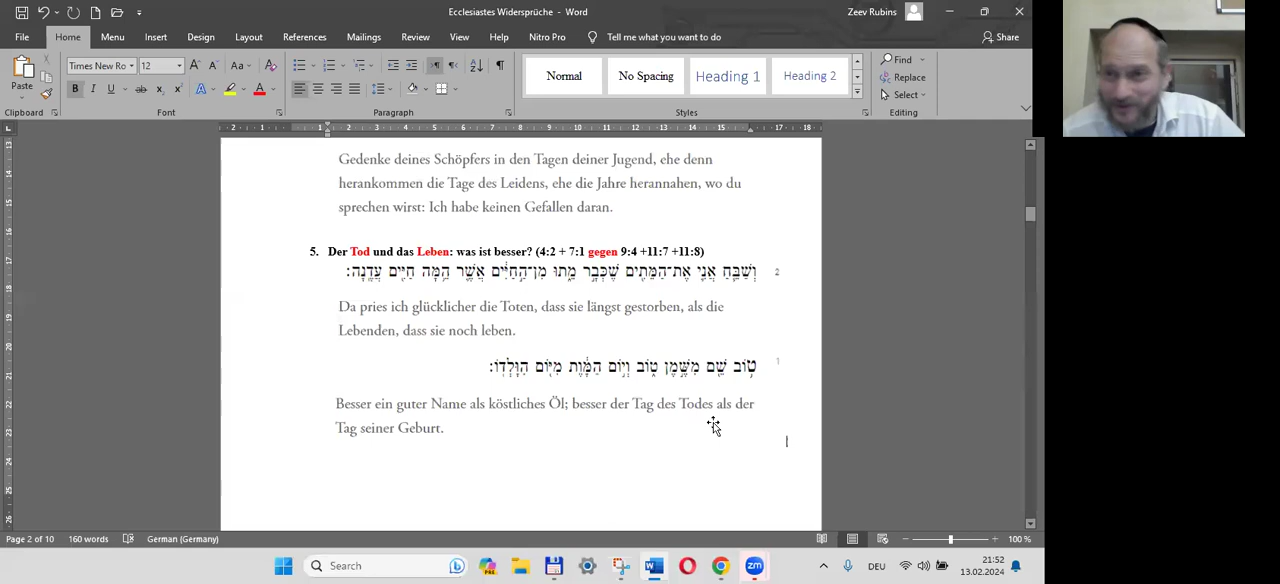 Ecclesiastes Widersprüche - Word
Zeev Rubins
File Home Menu Insert Design Layout References Mailings Review View Help Nitro Pro Tell me what you want to do Share
Times New Ro 12
Paste
Normal No Spacing Heading 1 Heading 2
Find
Replace
Select
Clipboard Font Paragraph Styles Editing
Gedenke deines Schöpfers in den Tagen deiner Jugend, ehe denn
herankommen die Tage des Leidens, ehe die Jahre herannahen, wo du
sprechen wirst: Ich habe keinen Gefallen daran.
5. Der Tod und das Leben: was ist besser? (4:2 + 7:1 gegen 9:4 +11:7 +11:8)
2 וְשַׁבֵּ֧חַ אֲנִ֛י אֶת־הַמֵּתִ֖ים שֶׁכְּבָ֣ר מֵ֑תוּ מִן־הַ֣חַיִּ֔ים אֲשֶׁ֛ר הֵ֥מָּה חַיִּ֖ים עֲדֶֽנָה׃
Da pries ich glücklicher die Toten, dass sie längst gestorben, als die
Lebenden, dass sie noch leben.
1 ט֥וֹב שֵׁ֖ם מִשֶּׁ֣מֶן ט֑וֹב וְי֣וֹם הַמָּ֔וֶת מִיּ֖וֹם הִוָּלְדֽוֹ׃
Besser ein guter Name als köstliches Öl; besser der Tag des Todes als der
Tag seiner Geburt.
Page 2 of 10 160 words German (Germany) 100 %
Search
DEU
21:52
13.02.2024